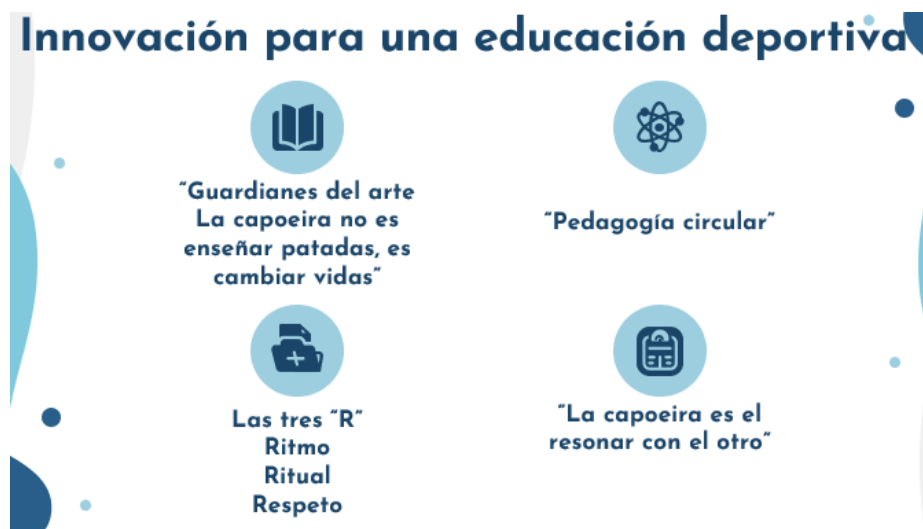 Innovación para una educación deportiva
“Guardianes del arte
La capoeira no es
enseñar patadas, es
cambiar vidas”
“Pedagogía circular”
Las tres “R”
Ritmo
Ritual
Respeto
“La capoeira es el
resonar con el otro”